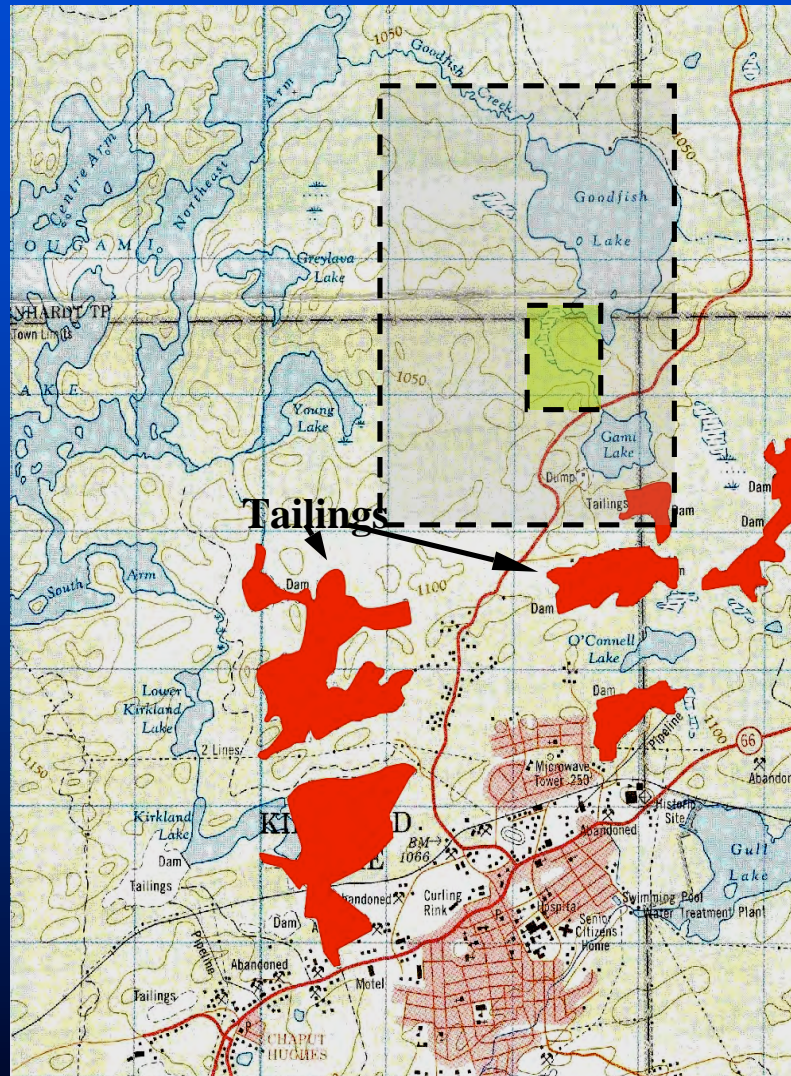 1050
Goodfish
Creek
Arm
Northeast
Centre Arm
1050
Goodfish
Lake
OUGAMI
Greylava
Lake
NHARDT TP
Town Limits
AKE
1050
Young
Lake
Gami
Lake
Dump
Tailings
Dam
Dam
Dam
Tailings
South
Arm
Dam
1100
Dam
O'Connell
Lake
Lower
Kirkland
Lake
Dam
Pipeline
1100
66
2 Lines
1150
Microwave
Tower 250
Abandon
Historic
Site
Kirkland
Lake
KI
D
E
BM
1066
Abandoned
Gull
Lake
Dam
Tailings
Curling
Rink
bandoned
Hospital
Swimming Pool
Water Treatment Plant
Senior
Citizens
Home
P
Dam
A
Pipeline
Abandoned
Motel
Tailings
P
CHAPUT
HUGHES